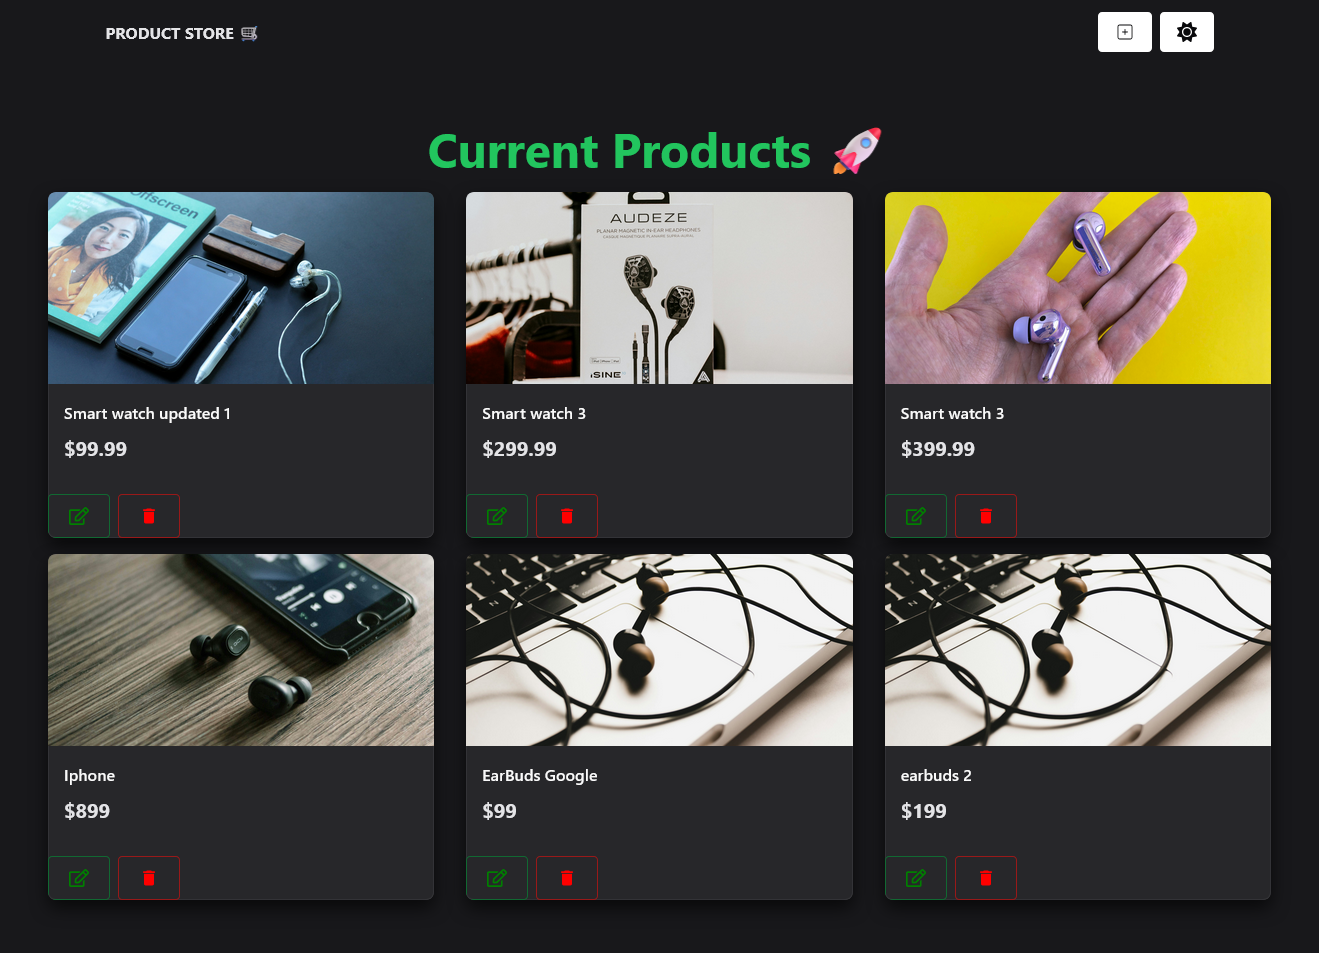 PRODUCT STORE 🛒
Current Products 🚀
Offscreen
AUDEZE
PLANAR MAGNETIC IN-EAR HEADPHONES
iSINE
Smart watch updated 1
$99.99
Smart watch 3
$299.99
Smart watch 3
$399.99
Iphone
$899
EarBuds Google
$99
earbuds 2
$199